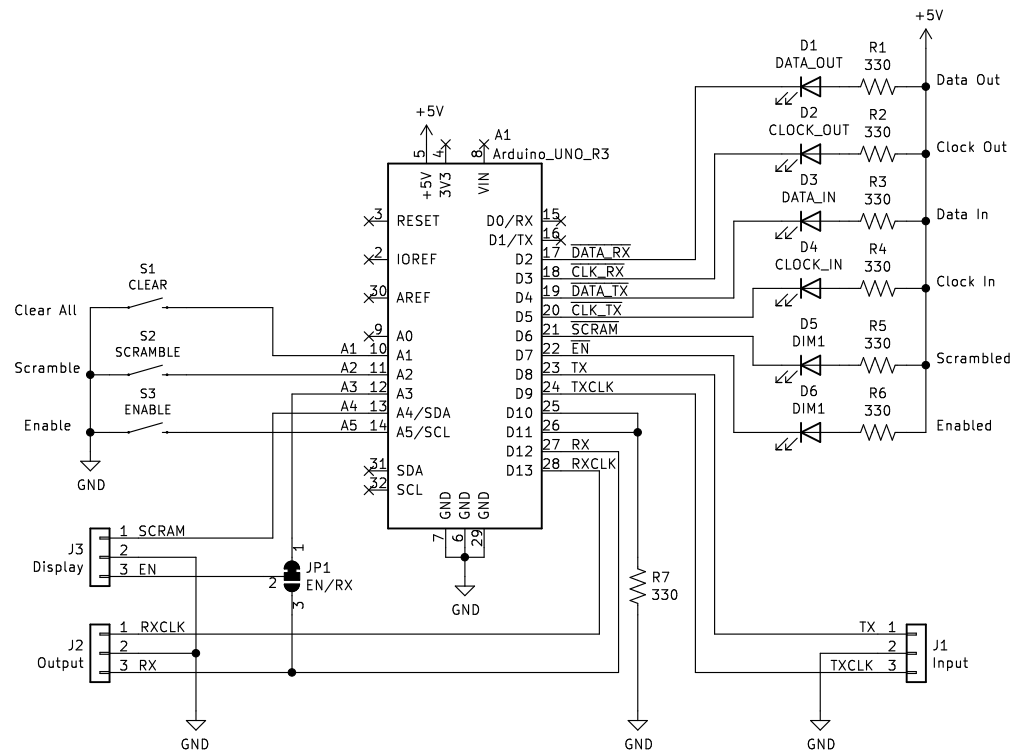 +5V
D1
DATA_OUT
R1
330
Data Out
D2
CLOCK_OUT
R2
330
Clock Out
D3
DATA_IN
R3
330
Data In
D4
CLOCK_IN
R4
330
Clock In
D5
DIM1
R5
330
Scrambled
D6
DIM1
R6
330
Enabled
+5V
A1
Arduino_UNO_R3
5
4
8
+5V
3V3
VIN
3 RESET
2 IOREF
30 AREF
9 A0
A1 10 A1
A2 11 A2
A3 12 A3
A4 13 A4/SDA
A5 14 A5/SCL
31 SDA
32 SCL
D0/RX 15
D1/TX 16
D2 17 DATA_RX
D3 18 CLK_RX
D4 19 DATA_TX
D5 20 CLK_TX
D6 21 SCRAM
D7 22 EN
D8 23 TX
D9 24 TXCLK
D10 25
D11 26
D12 27 RX
D13 28 RXCLK
GND
GND
GND
7
6
29
GND
S1
CLEAR
Clear All
S2
SCRAMBLE
Scramble
S3
ENABLE
Enable
GND
J3
Display
1 SCRAM
2
3 EN
1
2
3
JP1
EN/RX
J2
Output
1 RXCLK
2
3 RX
GND
R7
330
GND
TX 1
2
TXCLK 3
J1
Input
GND